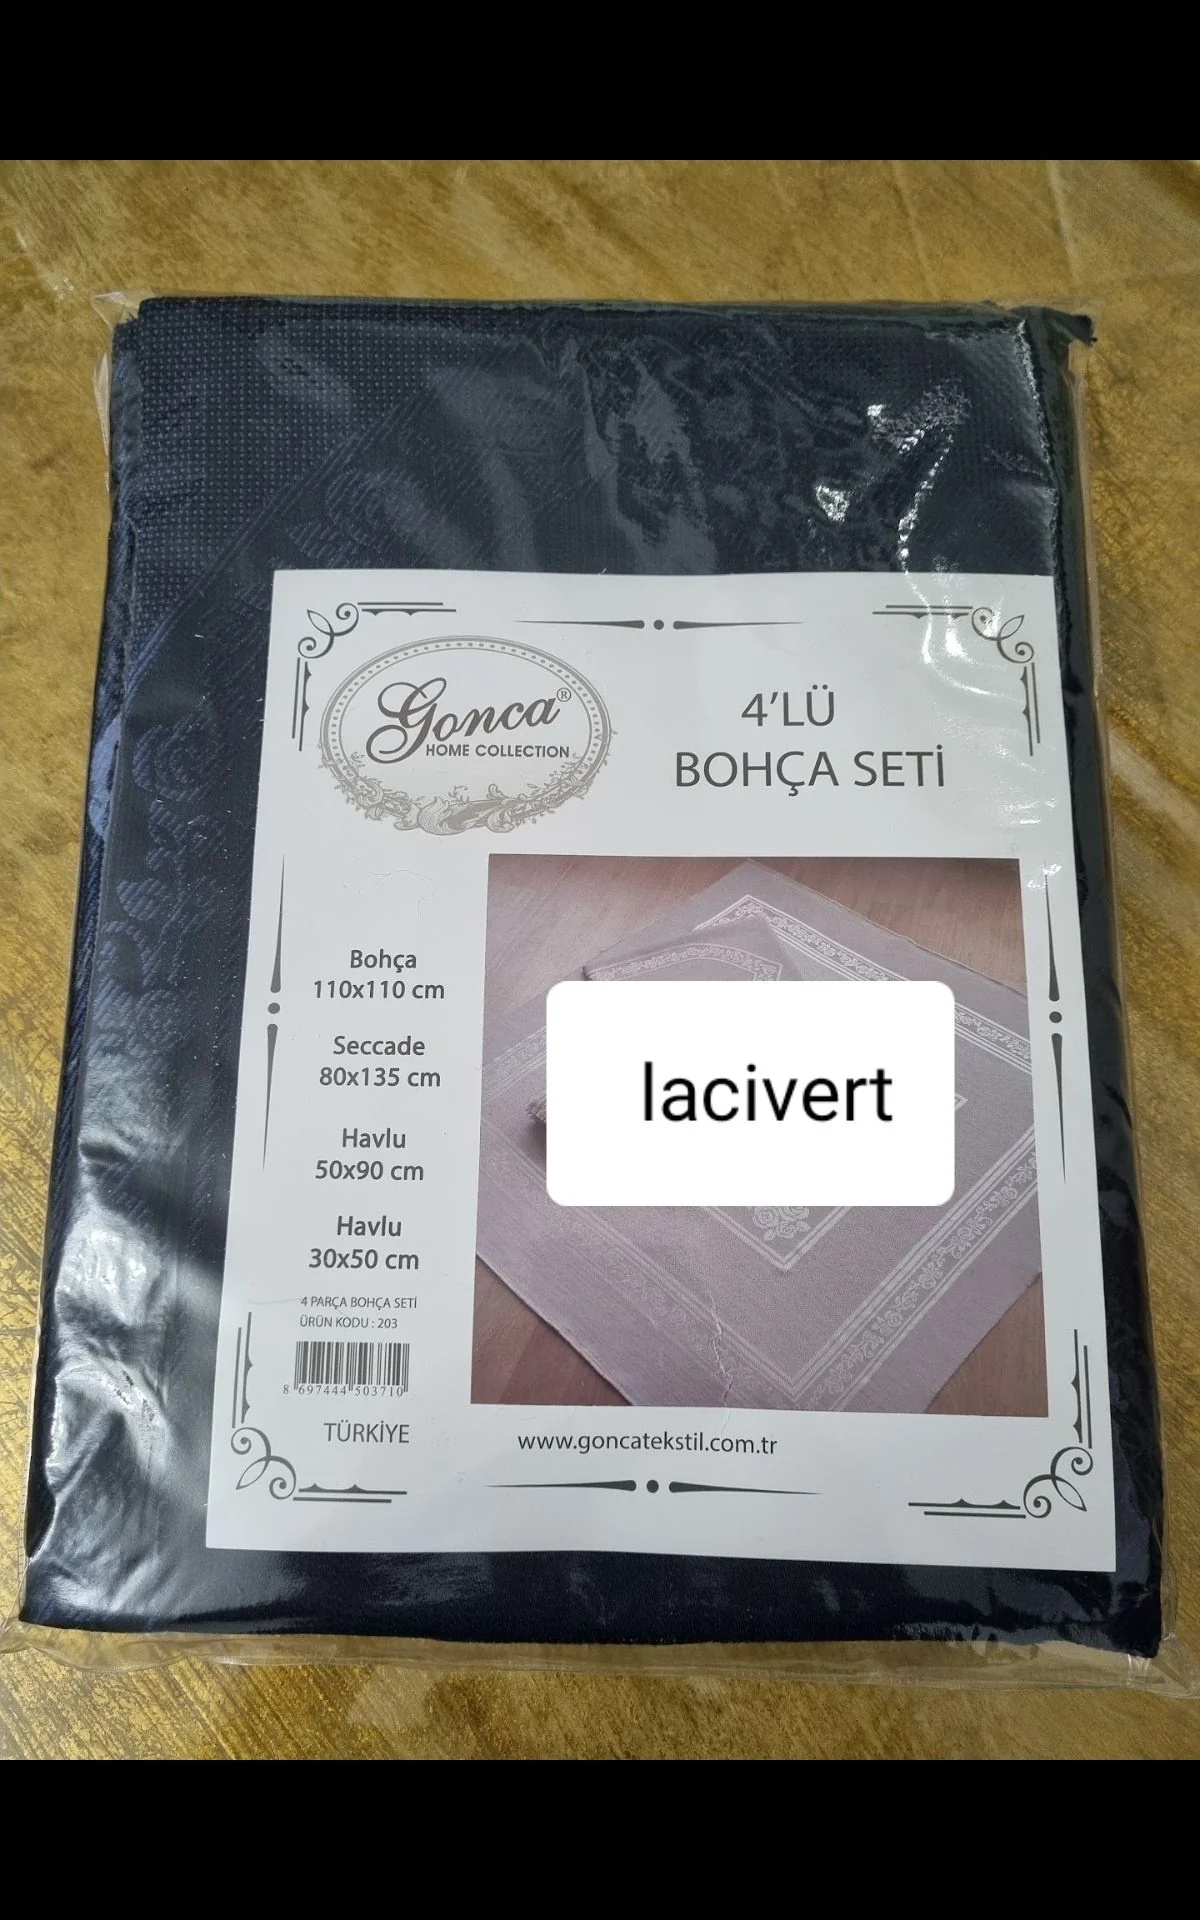 Gonca®
HOME COLLECTION
4'LÜ
BOHÇA SETİ
Bohça
110x110 cm
Seccade
80x135 cm
Havlu
50x90 cm
Havlu
30x50 cm
4 PARÇA BOHÇA SETİ
ÜRÜN KODU : 203
8 697444 503710
TÜRKİYE
lacivert
www.goncatekstil.com.tr